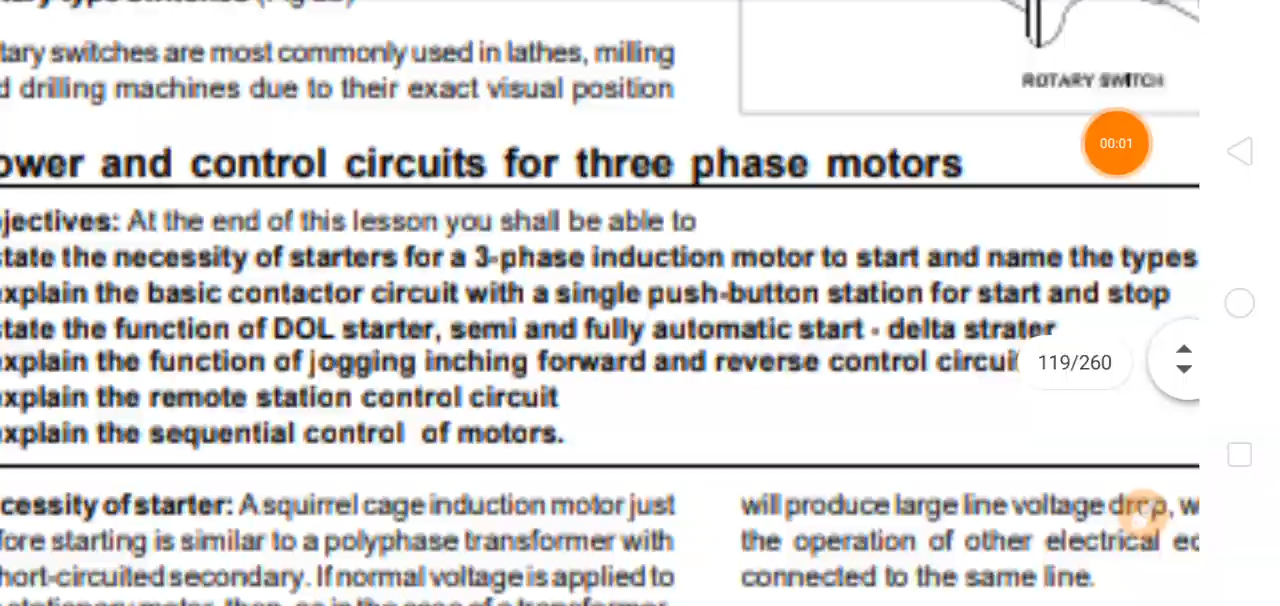 tary switches are most commonly used in lathes, milling
d drilling machines due to their exact visual position
ROTARY SWITCH
00:01
ower and control circuits for three phase motors
jectives: At the end of this lesson you shall be able to
tate the necessity of starters for a 3-phase induction motor to start and name the types
xplain the basic contactor circuit with a single push-button station for start and stop
tate the function of DOL starter, semi and fully automatic start - delta strater
xplain the function of jogging inching forward and reverse control circui
119/260
xplain the remote station control circuit
xplain the sequential control of motors.
cessity of starter: A squirrel cage induction motor just
fore starting is similar to a polyphase transformer with
hort-circuited secondary. If normal voltage is applied to
will produce large line voltage drop, w
the operation of other electrical ec
connected to the same line.